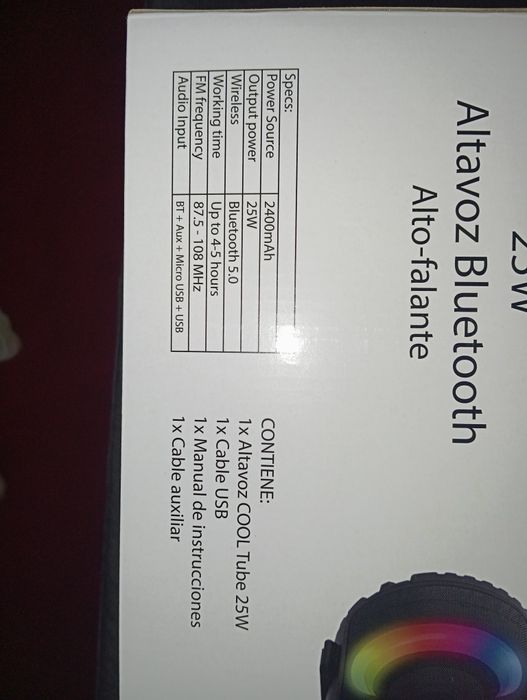 25W
Altavoz Bluetooth
Alto-falante
Specs:
Power Source 2400mAh
Output power 25W
Wireless Bluetooth 5.0
Working time Up to 4-5 hours
FM frequency 87.5 - 108 MHz
Audio Input BT + Aux + Micro USB + USB
CONTIENE:
1x Altavoz COOL Tube 25W
1x Cable USB
1x Manual de instrucciones
1x Cable auxiliar